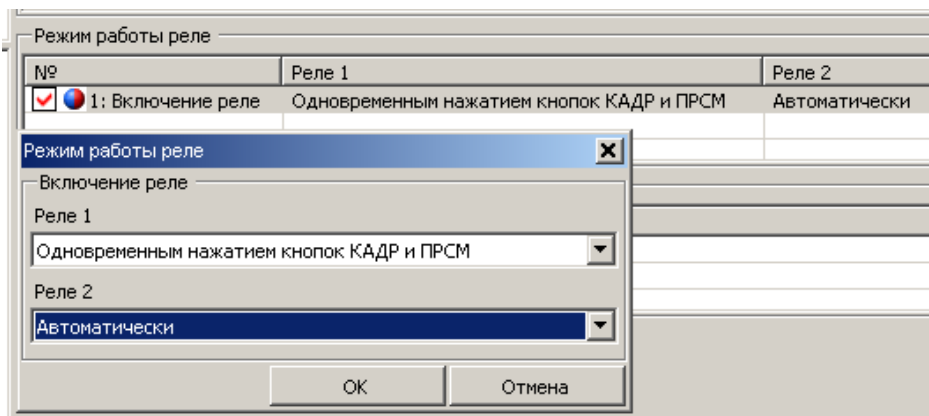 Режим работы реле
№ Реле 1 Реле 2
1: Включение реле Одновременным нажатием кнопок КАДР и ПРСМ Автоматически
Режим работы реле
Включение реле
Реле 1
Одновременным нажатием кнопок КАДР и ПРСМ
Реле 2
Автоматически
OK Отмена